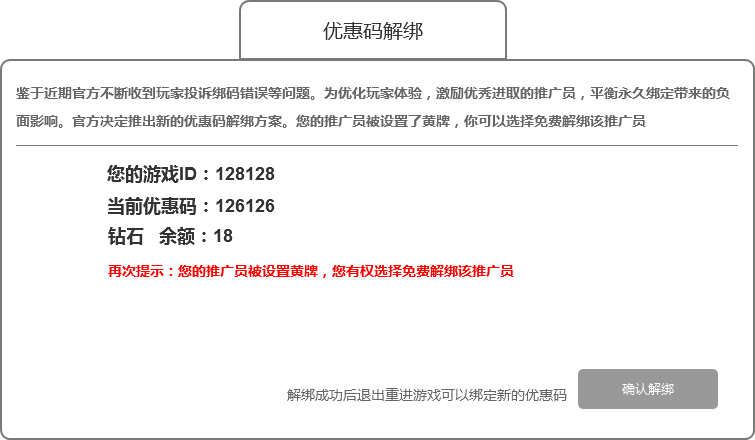 优惠码解绑
鉴于近期官方不断收到玩家投诉绑码错误等问题。为优化玩家体验，激励优秀进取的推广员，平衡永久绑定带来的负
面影响。官方决定推出新的优惠码解绑方案。您的推广员被设置了黄牌，你可以选择免费解绑该推广员
您的游戏ID：128128
当前优惠码：126126
钻石 余额：18
再次提示：您的推广员被设置黄牌，您有权选择免费解绑该推广员
解绑成功后退出重进游戏可以绑定新的优惠码
确认解绑